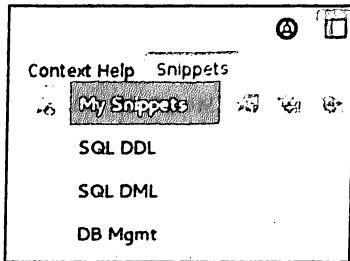 Context Help Snippets
My Snippets
SQL DDL
SQL DML
DB Mgmt